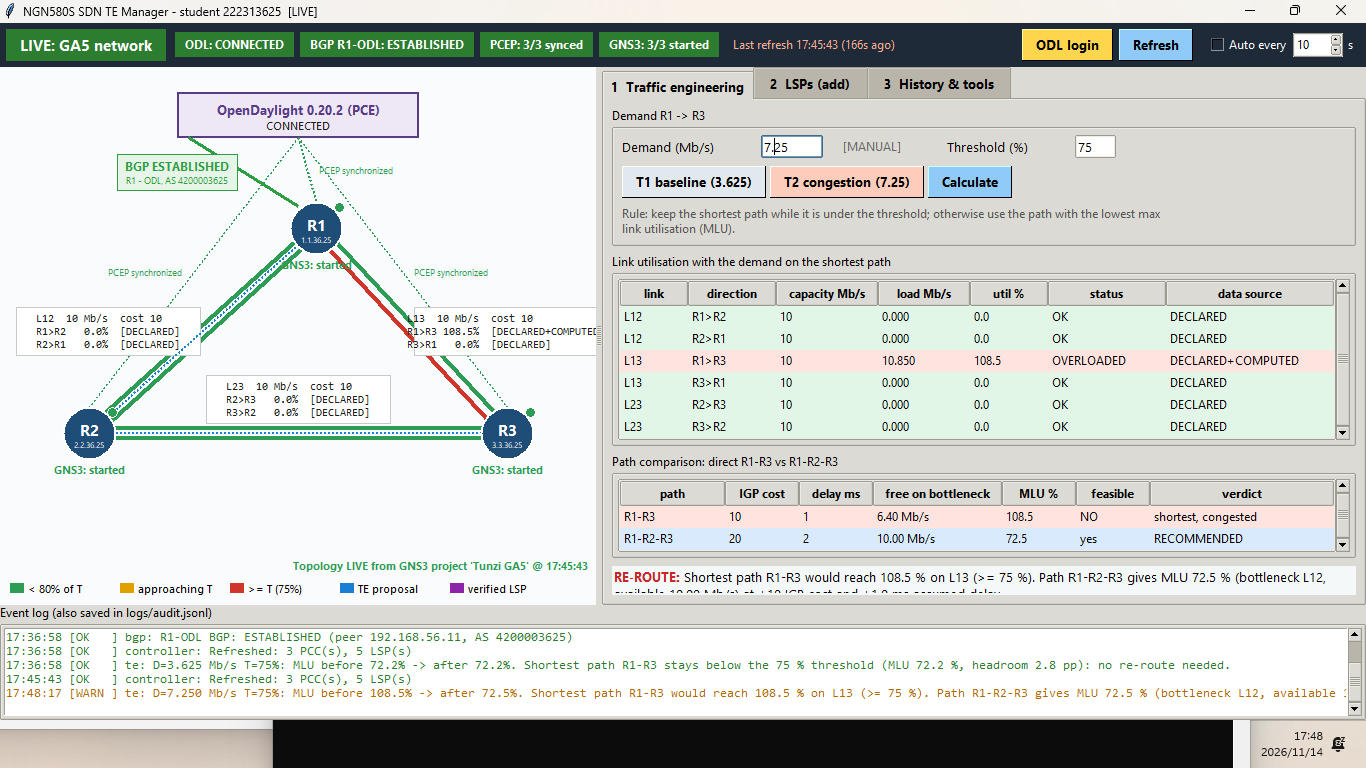 NGN580S SDN TE Manager - student 222313625 [LIVE]
LIVE: GA5 network
ODL: CONNECTED
BGP R1-ODL: ESTABLISHED
PCEP: 3/3 synced
GNS3: 3/3 started
Last refresh 17:45:43 (166s ago)
ODL login
Refresh
Auto every 10 s
OpenDaylight 0.20.2 (PCE)
CONNECTED
BGP ESTABLISHED
R1 - ODL, AS 4200003625
PCEP synchronized
R1
1.1.36.25
GNS3: started
PCEP synchronized
PCEP synchronized
L12 10 Mb/s cost 10
R1>R2 0.0% [DECLARED]
R2>R1 0.0% [DECLARED]
L13 10 Mb/s cost 10
R1>R3 108.5% [DECLARED+COMPUTED
R3>R1 0.0% [DECLARED]
L23 10 Mb/s cost 10
R2>R3 0.0% [DECLARED]
R3>R2 0.0% [DECLARED]
R2
2.2.36.25
GNS3: started
R3
3.3.36.25
GNS3: started
Topology LIVE from GNS3 project 'Tunzi GA5' @ 17:45:43
< 80% of T
approaching T
>= T (75%)
TE proposal
verified LSP
1 Traffic engineering
2 LSPs (add)
3 History & tools
Demand R1 -> R3
Demand (Mb/s) 7.25 [MANUAL] Threshold (%) 75
T1 baseline (3.625)
T2 congestion (7.25)
Calculate
Rule: keep the shortest path while it is under the threshold; otherwise use the path with the lowest max
link utilisation (MLU).
Link utilisation with the demand on the shortest path
link direction capacity Mb/s load Mb/s util % status data source
L12 R1>R2 10 0.000 0.0 OK DECLARED
L12 R2>R1 10 0.000 0.0 OK DECLARED
L13 R1>R3 10 10.850 108.5 OVERLOADED DECLARED+COMPUTED
L13 R3>R1 10 0.000 0.0 OK DECLARED
L23 R2>R3 10 0.000 0.0 OK DECLARED
L23 R3>R2 10 0.000 0.0 OK DECLARED
Path comparison: direct R1-R3 vs R1-R2-R3
path IGP cost delay ms free on bottleneck MLU % feasible verdict
R1-R3 10 1 6.40 Mb/s 108.5 NO shortest, congested
R1-R2-R3 20 2 10.00 Mb/s 72.5 yes RECOMMENDED
RE-ROUTE: Shortest path R1-R3 would reach 108.5 % on L13 (>= 75 %). Path R1-R2-R3 gives MLU 72.5 % (bottleneck L12,
available 10.00 Mb/s) at +10 IGP cost and +1.0 ms assumed delay
Event log (also saved in logs/audit.jsonl)
17:36:58 [OK ] bgp: R1-ODL BGP: ESTABLISHED (peer 192.168.56.11, AS 4200003625)
17:36:58 [OK ] controller: Refreshed: 3 PCC(s), 5 LSP(s)
17:36:58 [OK ] te: D=3.625 Mb/s T=75%: MLU before 72.2% -> after 72.2%. Shortest path R1-R3 stays below the 75 % threshold (MLU 72.2 %, headroom 2.8 pp): no re-route needed.
17:45:43 [OK ] controller: Refreshed: 3 PCC(s), 5 LSP(s)
17:48:17 [WARN ] te: D=7.250 Mb/s T=75%: MLU before 108.5% -> after 72.5%. Shortest path R1-R3 would reach 108.5 % on L13 (>= 75 %). Path R1-R2-R3 gives MLU 72.5 % (bottleneck L12, available
17:48
2026/11/14